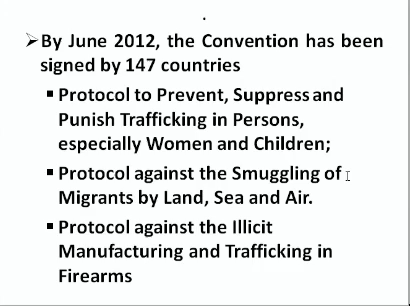 ➢By June 2012, the Convention has been
signed by 147 countries
▪ Protocol to Prevent, Suppress and
Punish Trafficking in Persons,
especially Women and Children;
▪ Protocol against the Smuggling of
Migrants by Land, Sea and Air.
▪ Protocol against the Illicit
Manufacturing and Trafficking in
Firearms